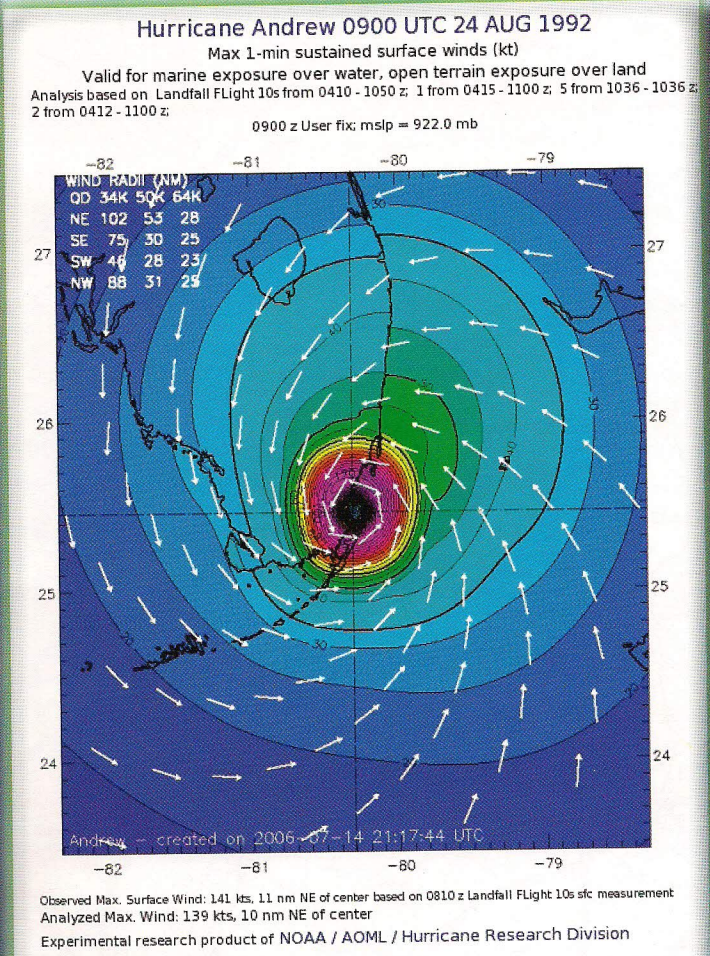 Hurricane Andrew 0900 UTC 24 AUG 1992
Max 1-min sustained surface winds (kt)
Valid for marine exposure over water, open terrain exposure over land
Analysis based on Landfall FLight 10s from 0410 - 1050 z; 1 from 0415 - 1100 z; 5 from 1036 - 1036 z;
2 from 0412 - 1100 z;
0900 z User fix; mslp = 922.0 mb
-82 -81 -80 -79
WIND RADII (NM)
QD 34K 50K 64K
NE 102 53 28
SE 75 30 25
SW 46 28 23
NW 88 31 25
27 27
26 26
25 25
24 24
30
40
50
30
20
Andrew - created on 2006-07-14 21:17:44 UTC
-82 -81 -80 -79
Observed Max. Surface Wind: 141 kts, 11 nm NE of center based on 0810 z Landfall FLight 10s sfc measurement
Analyzed Max. Wind: 139 kts, 10 nm NE of center
Experimental research product of NOAA / AOML / Hurricane Research Division